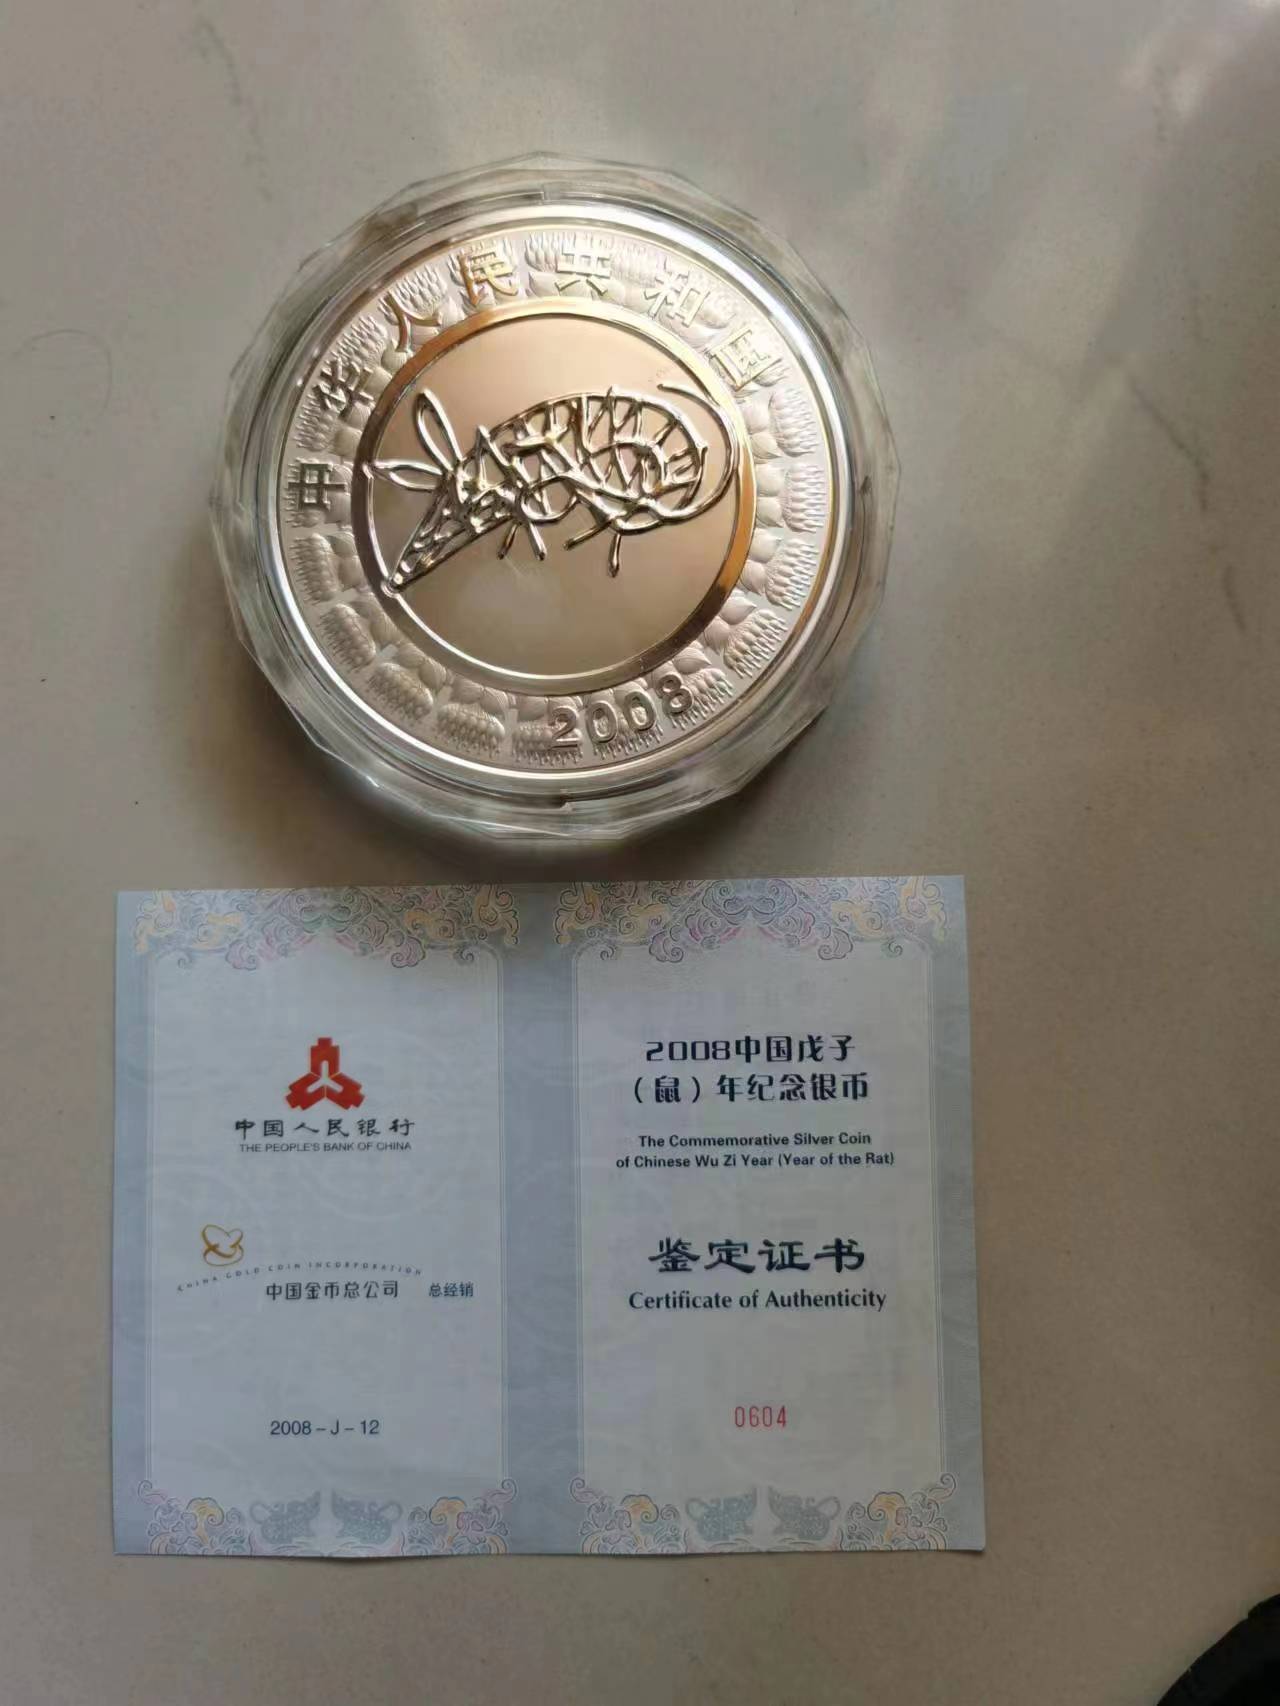 中华人民共和国
2008
中国人民银行
THE PEOPLE'S BANK OF CHINA
CHINA GOLD COIN INCORPORATION
中国金币总公司 总经销
2008-J-12
2008中国戊子
（鼠）年纪念银币
The Commemorative Silver Coin
of Chinese Wu Zi Year (Year of the Rat)
鉴定证书
Certificate of Authenticity
0604